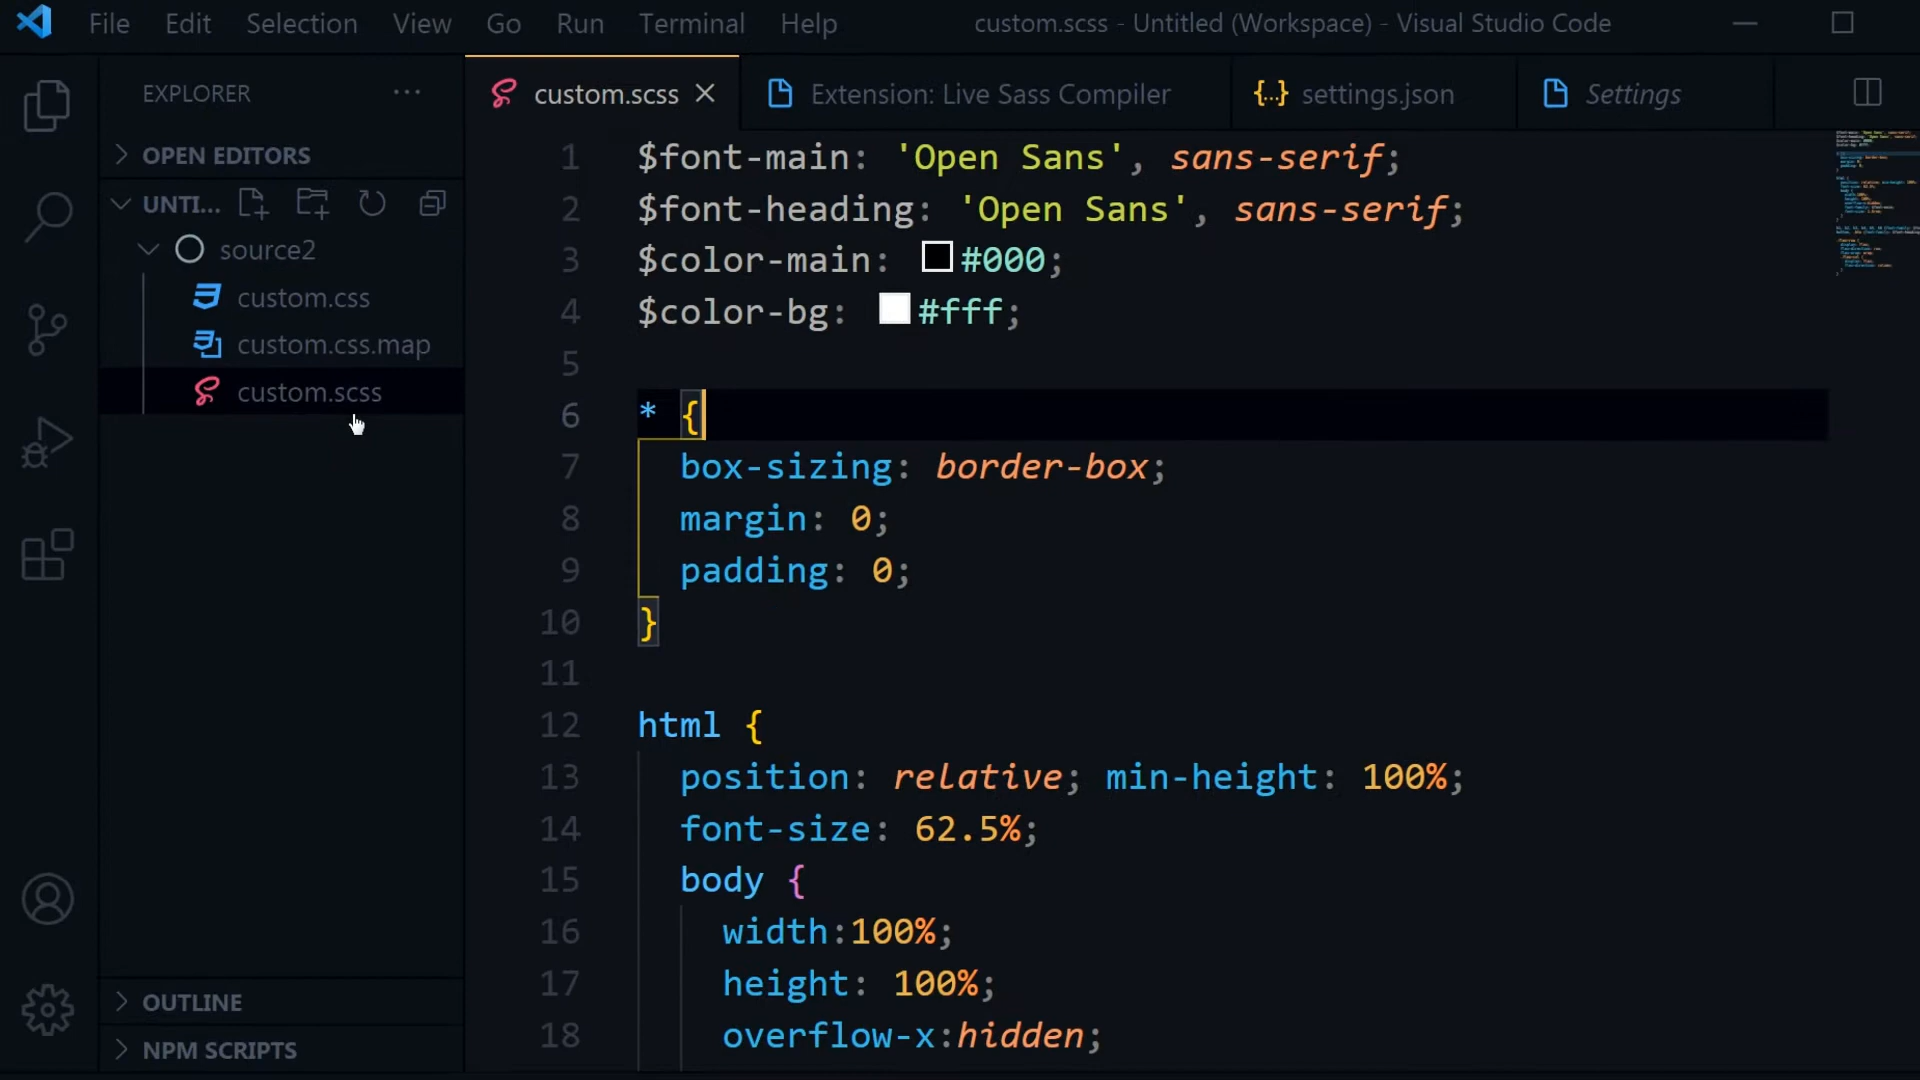 File Edit Selection View Go Run Terminal Help custom.scss - Untitled (Workspace) - Visual Studio Code
EXPLORER ...
OPEN EDITORS
UNTI...
source2
custom.css
custom.css.map
custom.scss
OUTLINE
NPM SCRIPTS
custom.scss Extension: Live Sass Compiler {..} settings.json Settings
1 $font-main: 'Open Sans', sans-serif;
2 $font-heading: 'Open Sans', sans-serif;
3 $color-main: #000;
4 $color-bg: #fff;
5
6 * {
7 box-sizing: border-box;
8 margin: 0;
9 padding: 0;
10 }
11
12 html {
13 position: relative; min-height: 100%;
14 font-size: 62.5%;
15 body {
16 width:100%;
17 height: 100%;
18 overflow-x:hidden;